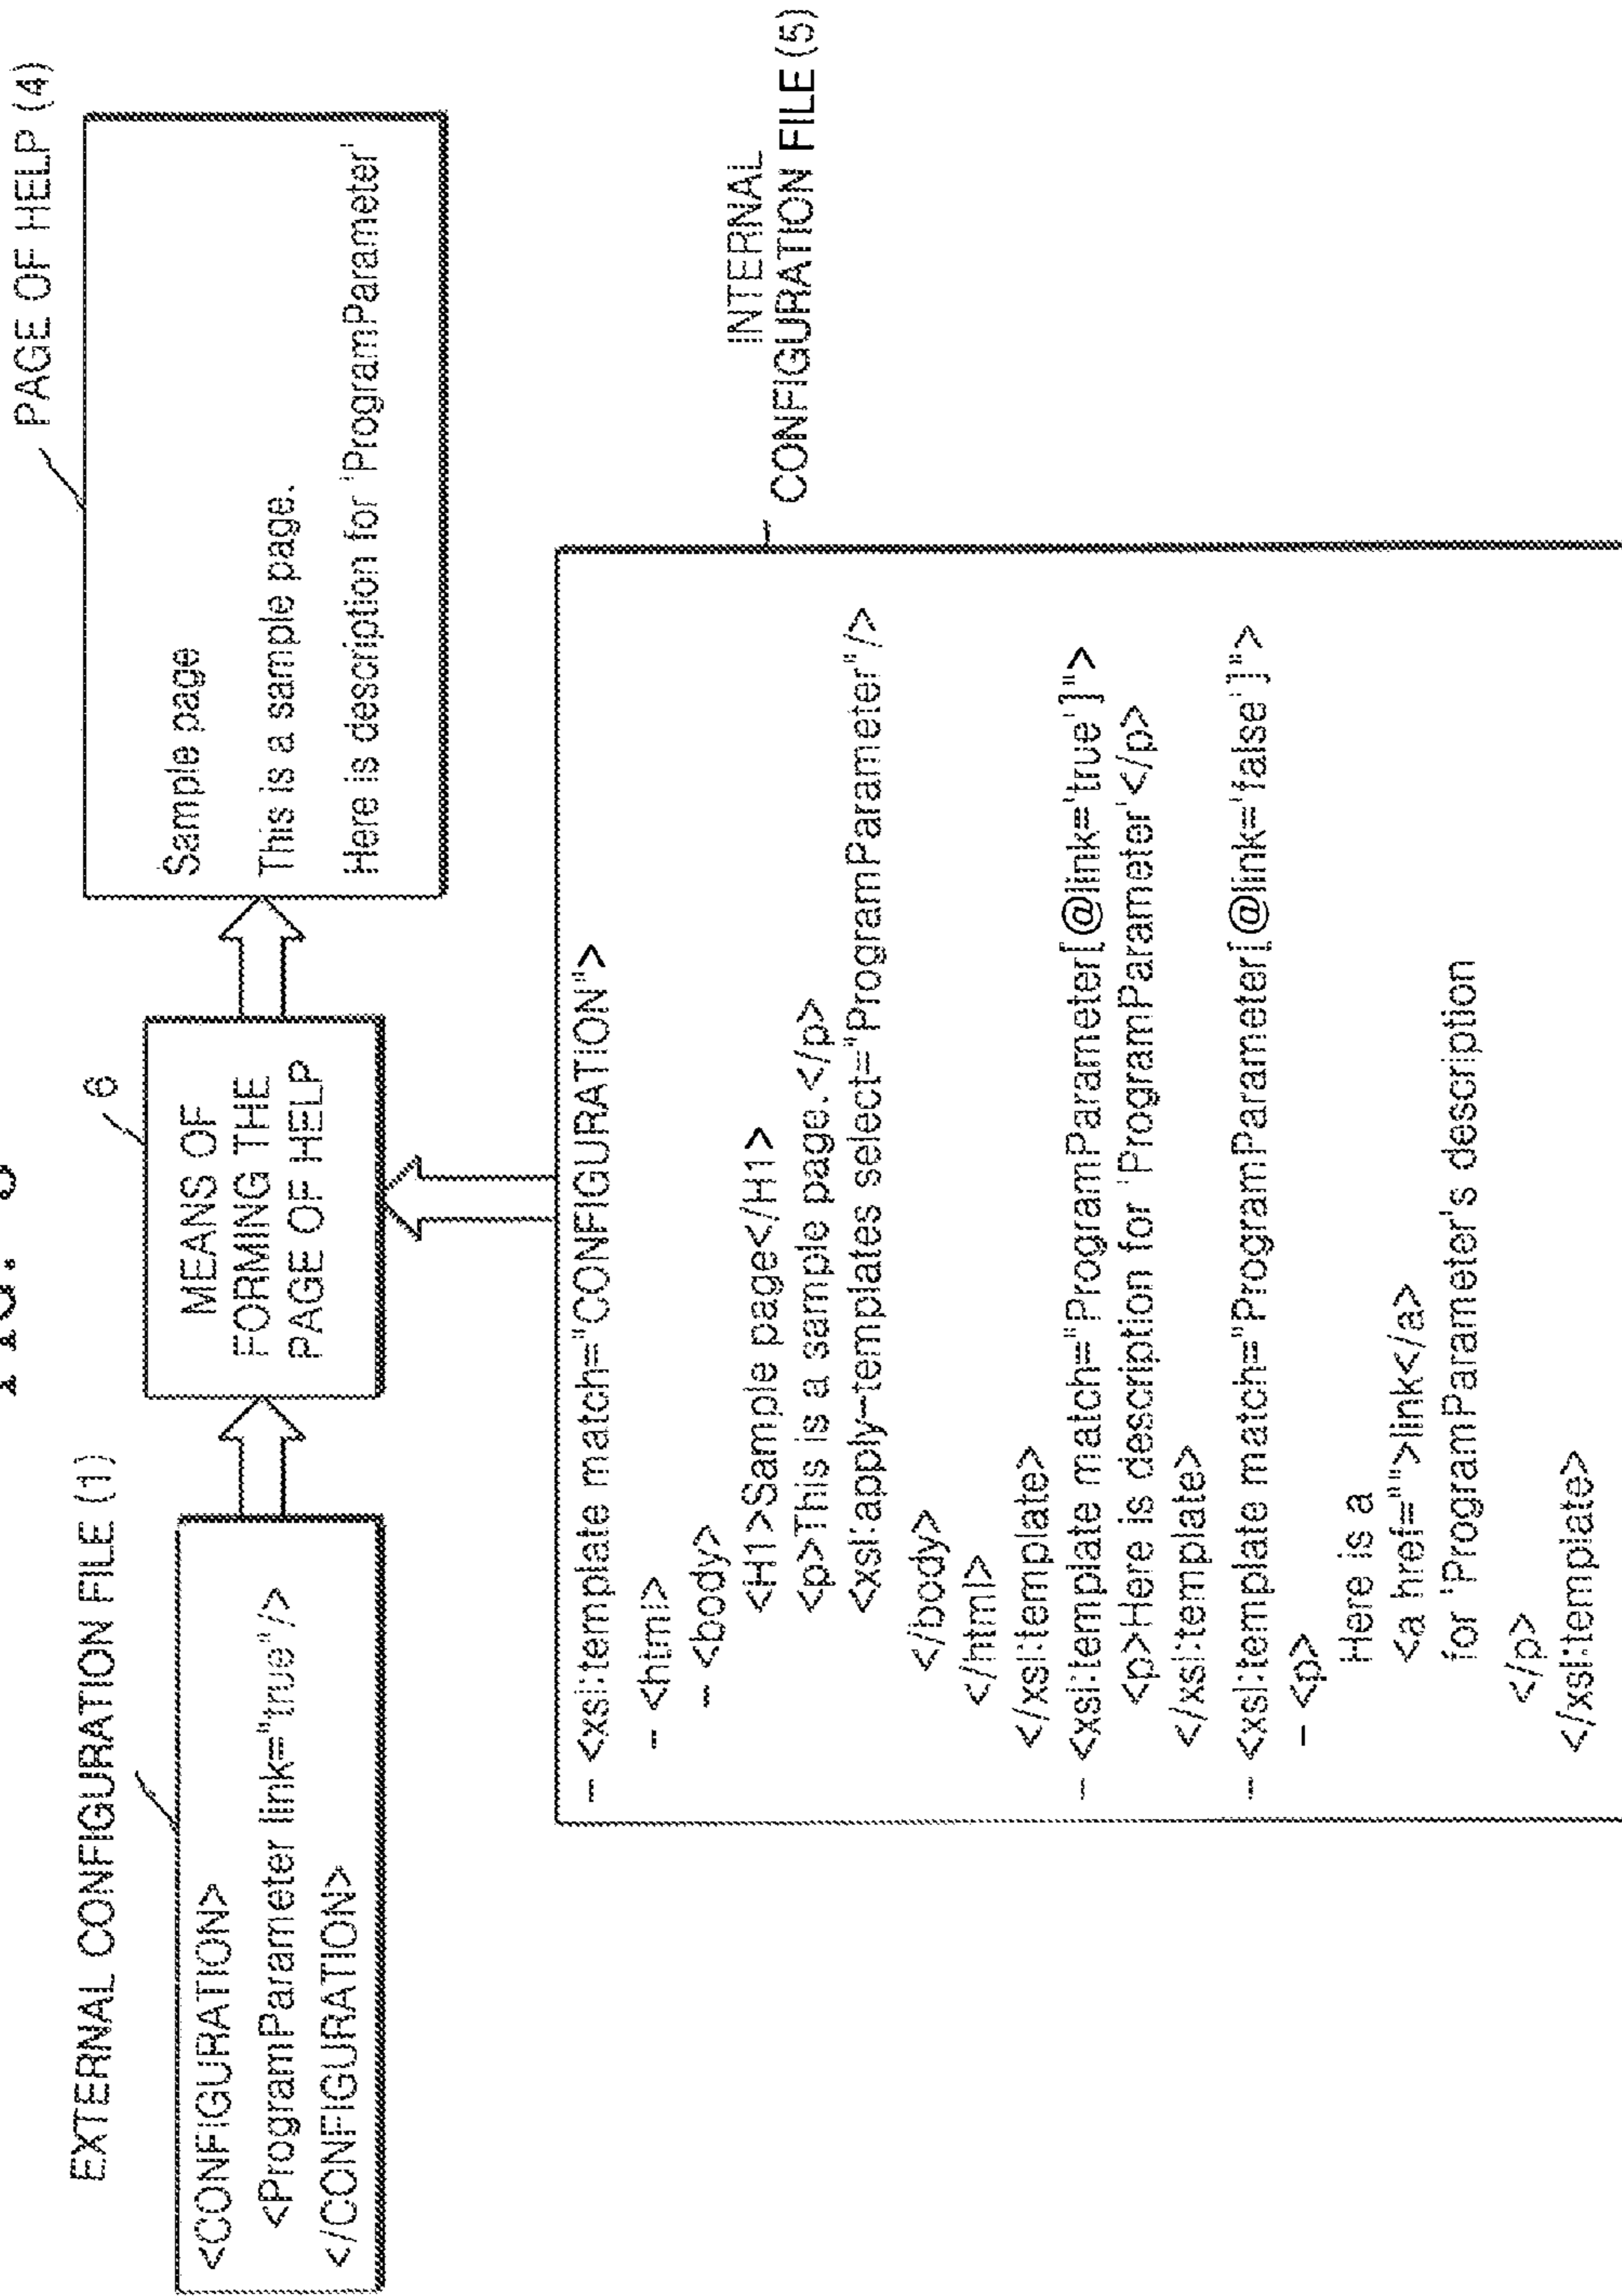 EXTERNAL CONFIGURATION FILE (1)
<CONFIGURATION>
<ProgramParameter link="true"/>
</CONFIGURATION>
6
MEANS OF
FORMING THE
PAGE OF HELP
PAGE OF HELP (4)
Sample page
This is a sample page.
Here is description for 'ProgramParameter'
INTERNAL
CONFIGURATION FILE (5)
- <xsl:template match="CONFIGURATION">
- <html>
- <body>
<H1>Sample page</H1>
<p>This is a sample page.</p>
<xsl:apply-templates select="ProgramParameter"/>
</body>
</html>
</xsl:template>
- <xsl:template match="ProgramParameter[@link='true']">
<p>Here is description for 'ProgramParameter'</p>
</xsl:template>
- <xsl:template match="ProgramParameter[@link='false']">
- <p>
Here is a
<a href="">link</a>
for 'ProgramParameter's description
</p>
</xsl:template>